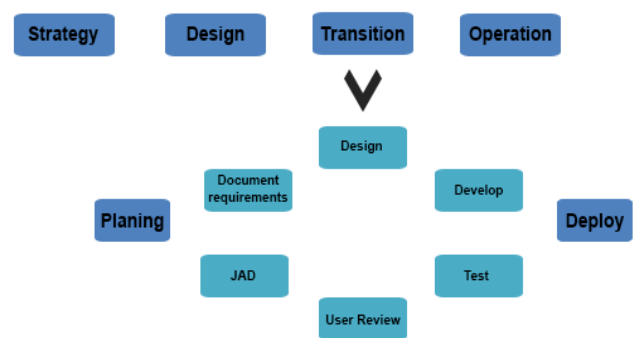 Strategy
Design
Transition
Operation
Design
Document
requirements
Develop
Planing
Deploy
JAD
Test
User Review